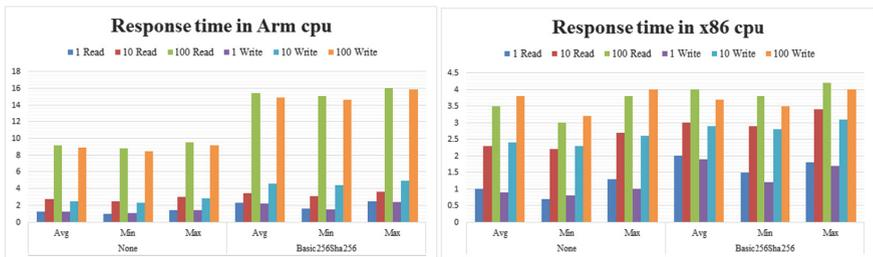 Response time in Arm cpu
1 Read 10 Read 100 Read 1 Write 10 Write 100 Write
18
16
14
12
10
8
6
4
2
0
Avg Min Max Avg Min Max
None Basic256Sha256
Response time in x86 cpu
1 Read 10 Read 100 Read 1 Write 10 Write 100 Write
4.5
4
3.5
3
2.5
2
1.5
1
0.5
0
Avg Min Max Avg Min Max
None Basic256Sha256